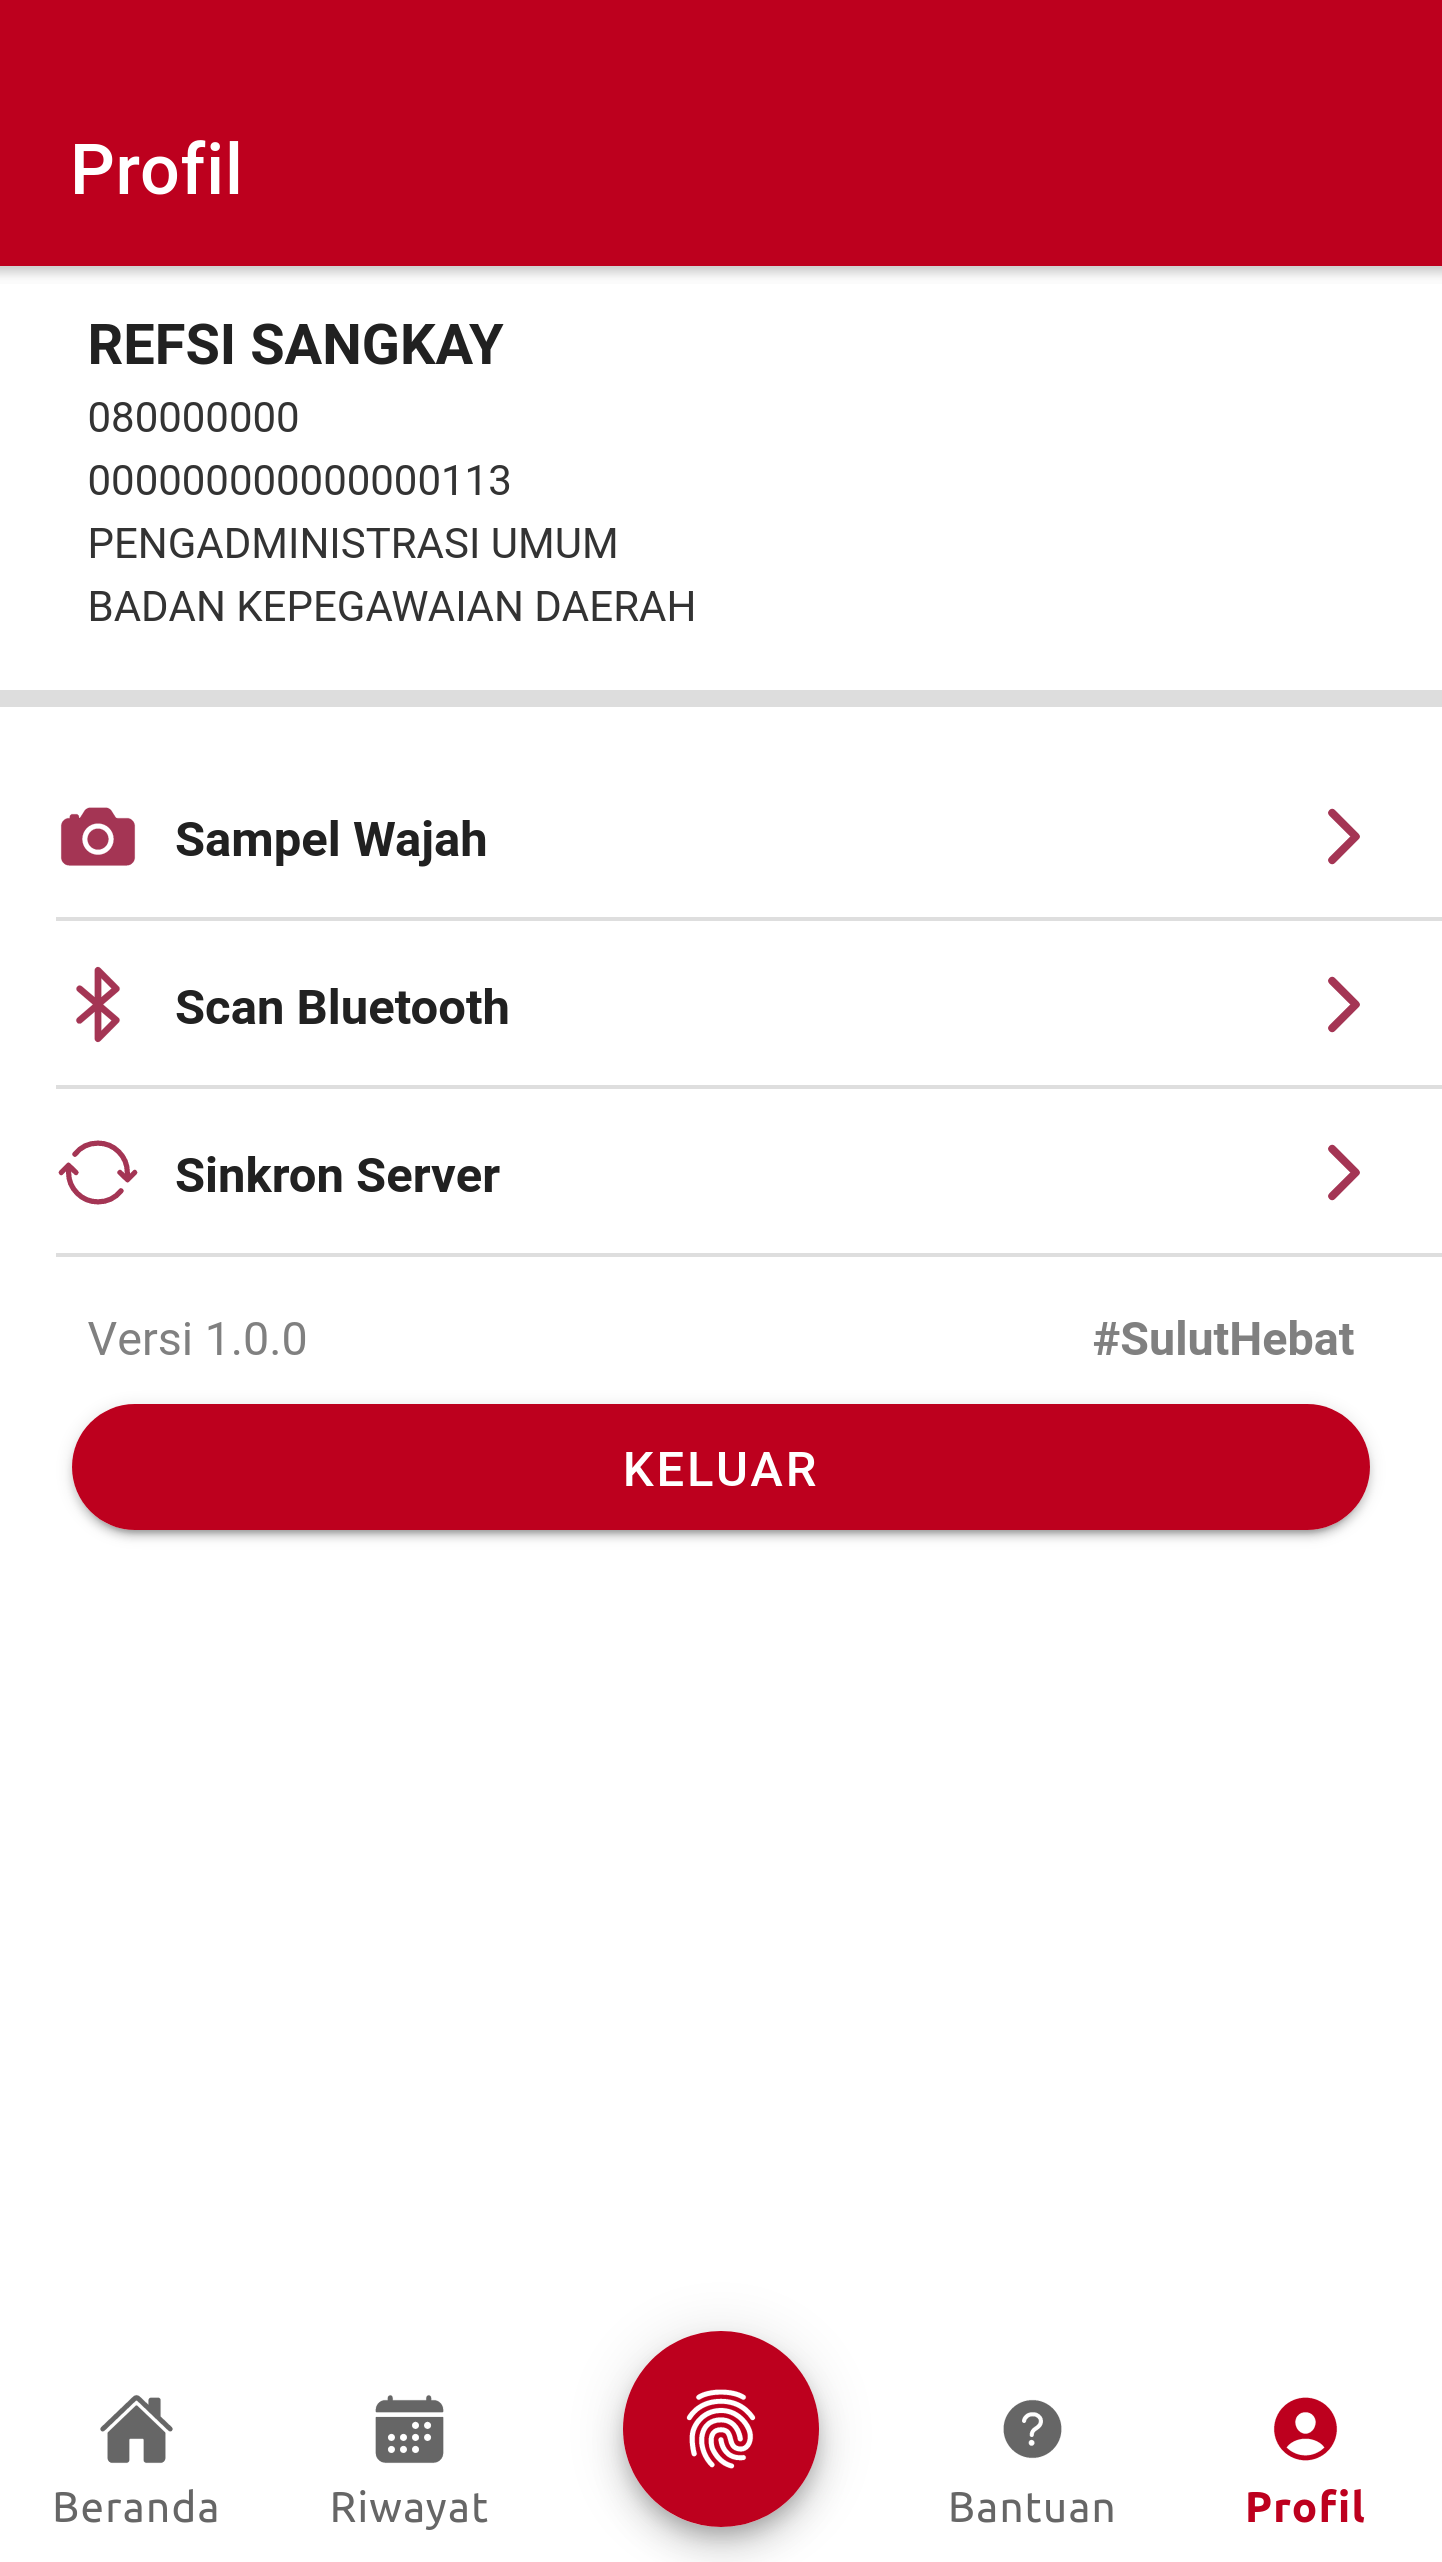 Profil
REFSI SANGKAY
080000000
000000000000000113
PENGADMINISTRASI UMUM
BADAN KEPEGAWAIAN DAERAH
Sampel Wajah
Scan Bluetooth
Sinkron Server
Versi 1.0.0
#SulutHebat
KELUAR
Beranda
Riwayat
Bantuan
Profil